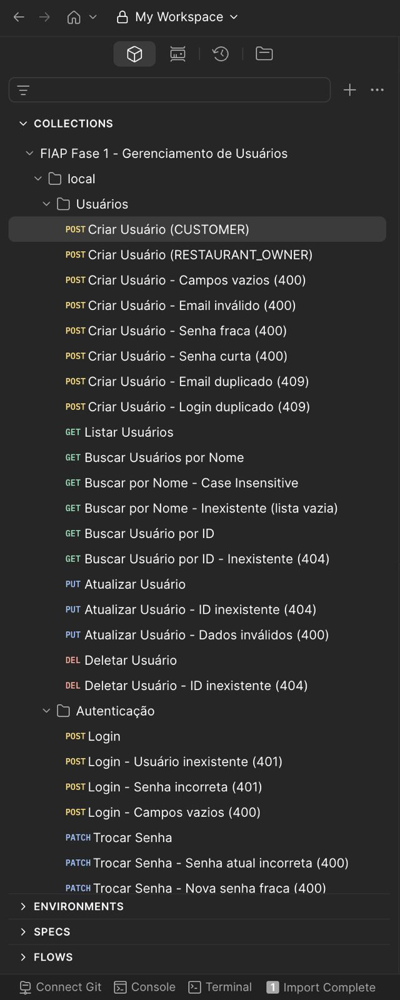 My Workspace
COLLECTIONS
FIAP Fase 1 - Gerenciamento de Usuários
local
Usuários
POST Criar Usuário (CUSTOMER)
POST Criar Usuário (RESTAURANT_OWNER)
POST Criar Usuário - Campos vazios (400)
POST Criar Usuário - Email inválido (400)
POST Criar Usuário - Senha fraca (400)
POST Criar Usuário - Senha curta (400)
POST Criar Usuário - Email duplicado (409)
POST Criar Usuário - Login duplicado (409)
GET Listar Usuários
GET Buscar Usuários por Nome
GET Buscar por Nome - Case Insensitive
GET Buscar por Nome - Inexistente (lista vazia)
GET Buscar Usuário por ID
GET Buscar Usuário por ID - Inexistente (404)
PUT Atualizar Usuário
PUT Atualizar Usuário - ID inexistente (404)
PUT Atualizar Usuário - Dados inválidos (400)
DEL Deletar Usuário
DEL Deletar Usuário - ID inexistente (404)
Autenticação
POST Login
POST Login - Usuário inexistente (401)
POST Login - Senha incorreta (401)
POST Login - Campos vazios (400)
PATCH Trocar Senha
PATCH Trocar Senha - Senha atual incorreta (400)
PATCH Trocar Senha - Nova senha fraca (400)
ENVIRONMENTS
SPECS
FLOWS
Connect Git Console Terminal 1 Import Complete